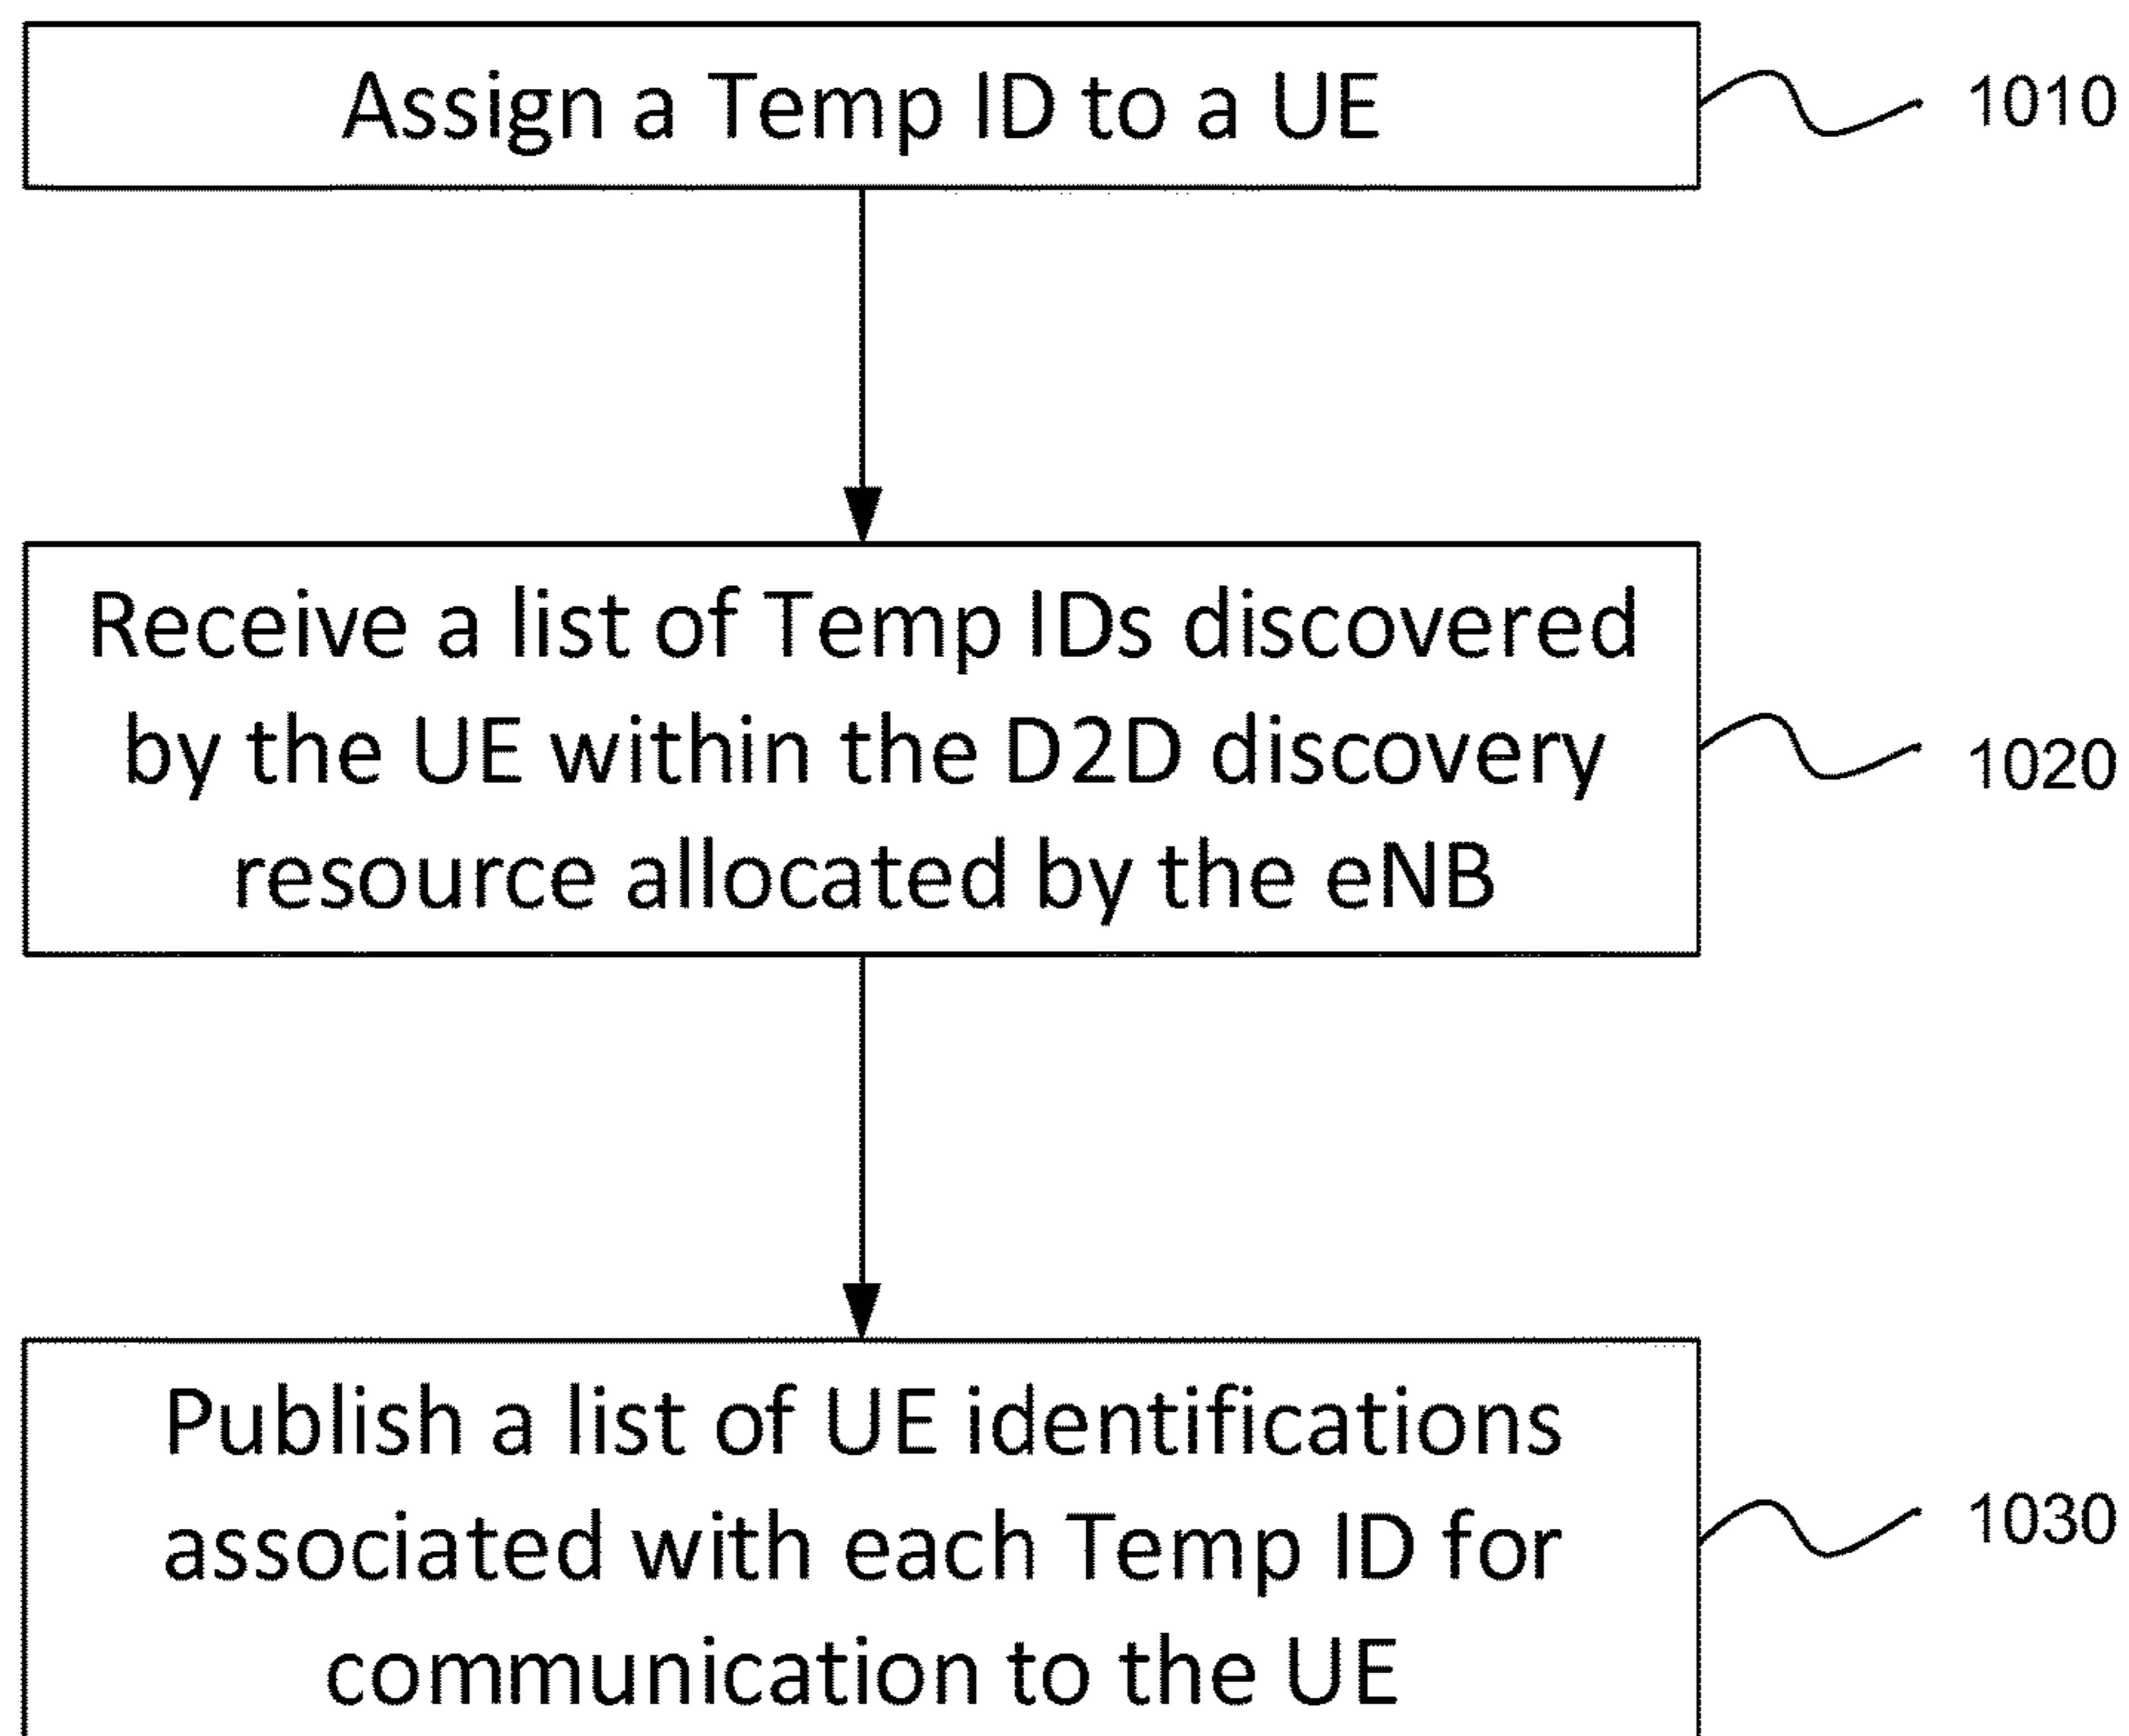 Assign a Temp ID to a UE
1010
Receive a list of Temp IDs discovered
by the UE within the D2D discovery
resource allocated by the eNB
1020
Publish a list of UE identifications
associated with each Temp ID for
communication to the UE
1030